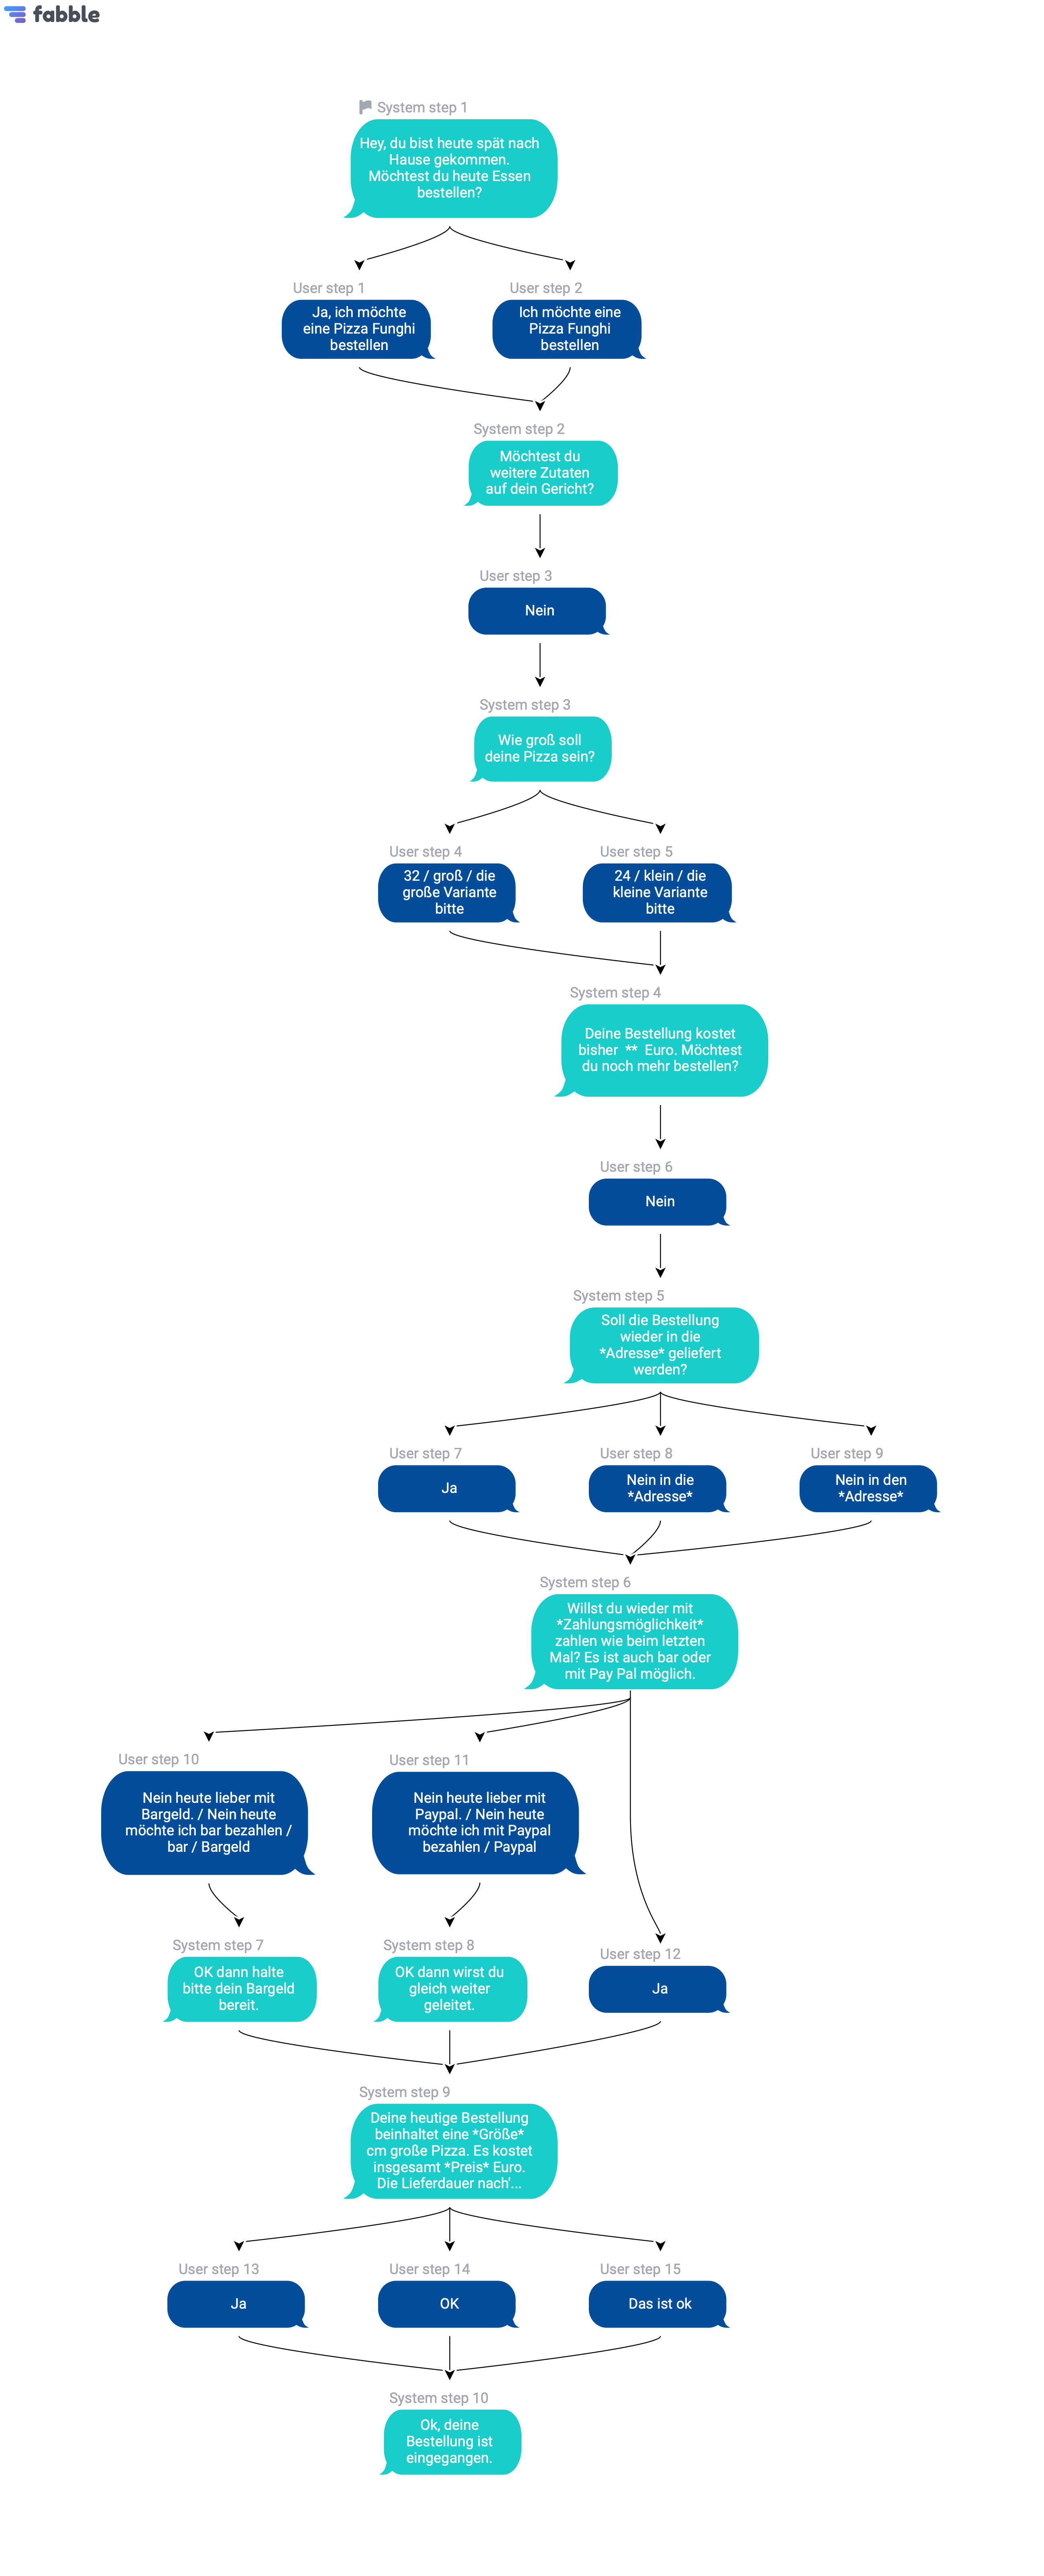 fabble
System step 1
Hey, du bist heute spät nach
Hause gekommen.
Möchtest du heute Essen
bestellen?
User step 1
Ja, ich möchte
eine Pizza Funghi
bestellen
User step 2
Ich möchte eine
Pizza Funghi
bestellen
System step 2
Möchtest du
weitere Zutaten
auf dein Gericht?
User step 3
Nein
System step 3
Wie groß soll
deine Pizza sein?
User step 4
32 / groß / die
große Variante
bitte
User step 5
24 / klein / die
kleine Variante
bitte
System step 4
Deine Bestellung kostet
bisher ** Euro. Möchtest
du noch mehr bestellen?
User step 6
Nein
System step 5
Soll die Bestellung
wieder in die
*Adresse* geliefert
werden?
User step 7
Ja
User step 8
Nein in die
*Adresse*
User step 9
Nein in den
*Adresse*
System step 6
Willst du wieder mit
*Zahlungsmöglichkeit*
zahlen wie beim letzten
Mal? Es ist auch bar oder
mit Pay Pal möglich.
User step 10
Nein heute lieber mit
Bargeld. / Nein heute
möchte ich bar bezahlen /
bar / Bargeld
User step 11
Nein heute lieber mit
Paypal. / Nein heute
möchte ich mit Paypal
bezahlen / Paypal
System step 7
OK dann halte
bitte dein Bargeld
bereit.
System step 8
OK dann wirst du
gleich weiter
geleitet.
User step 12
Ja
System step 9
Deine heutige Bestellung
beinhaltet eine *Größe*
cm große Pizza. Es kostet
insgesamt *Preis* Euro.
Die Lieferdauer nach'...
User step 13
Ja
User step 14
OK
User step 15
Das ist ok
System step 10
Ok, deine
Bestellung ist
eingegangen.